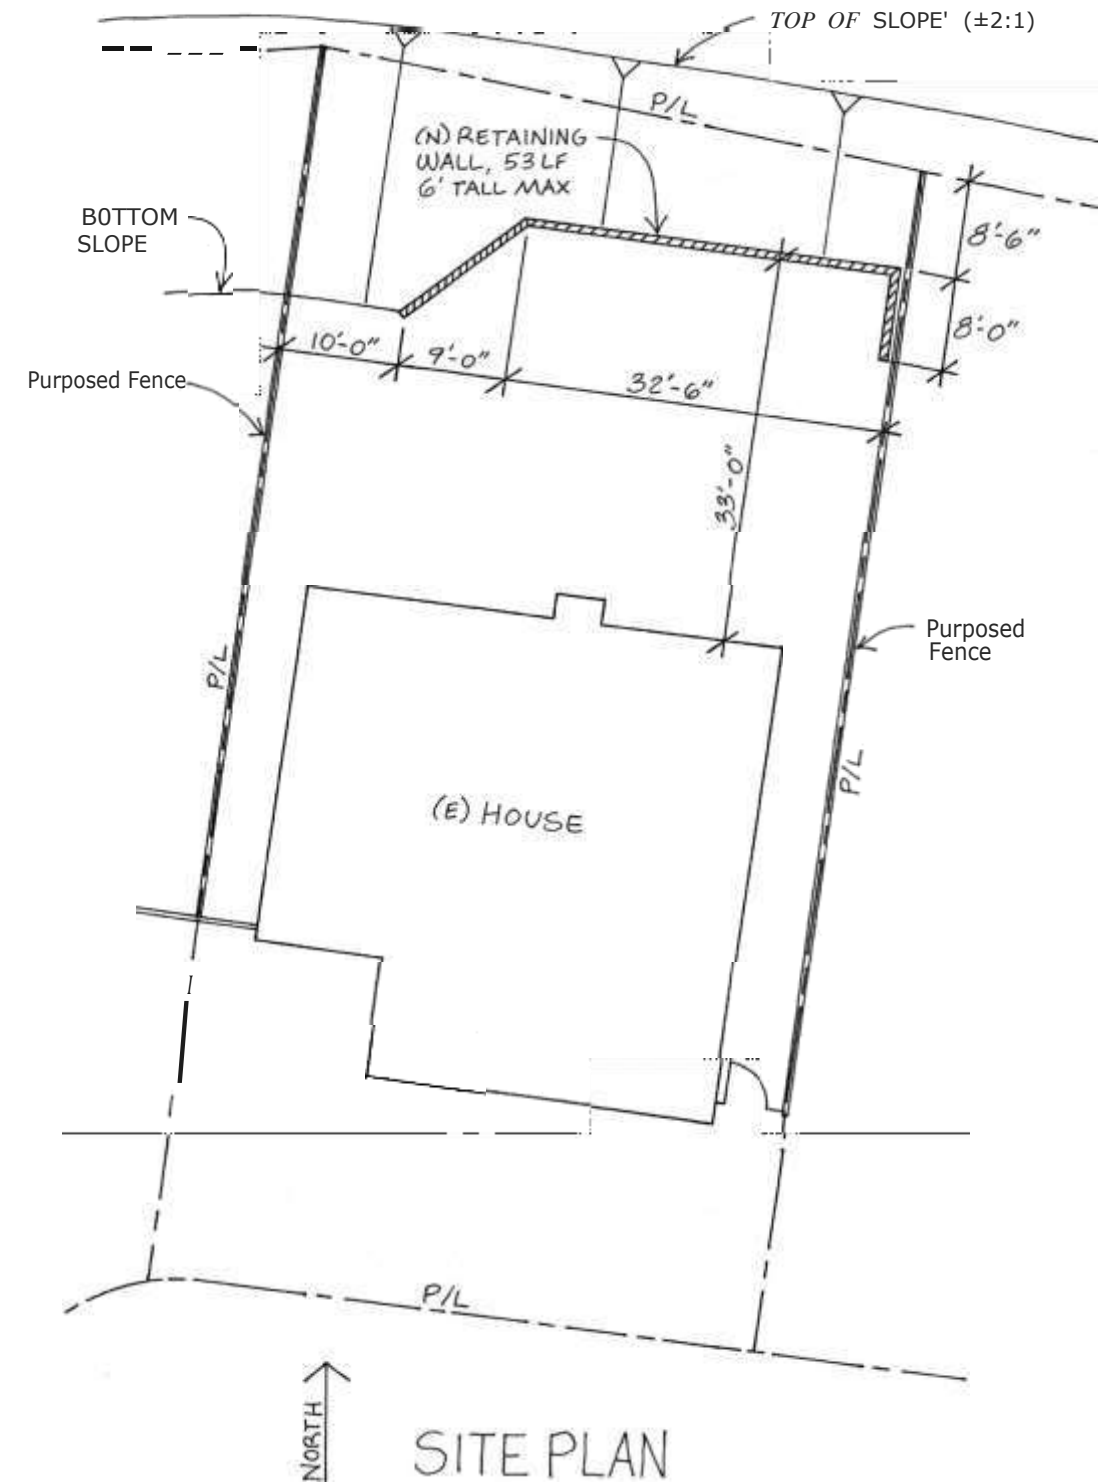 TOP OF SLOPE' (±2:1)
P/L
(N) RETAINING
WALL, 53 LF
6' TALL MAX
BOTTOM
SLOPE
8'-6"
8'-0"
10'-0"
9'-0"
32'-6"
Purposed Fence
33'-0"
Purposed
Fence
P/L
P/L
(E) HOUSE
P/L
NORTH
SITE PLAN